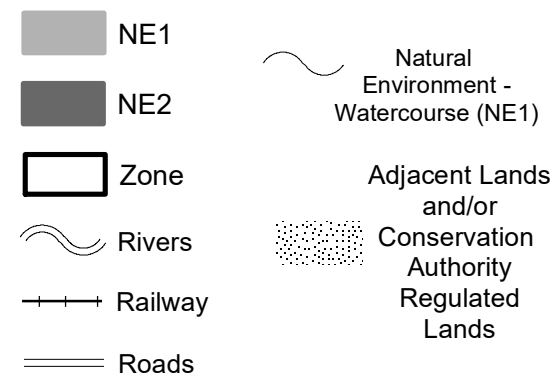 NE1
NE2
Zone
Rivers
Railway
Roads
Natural
Environment -
Watercourse (NE1)
Adjacent Lands
and/or
Conservation
Authority
Regulated
Lands